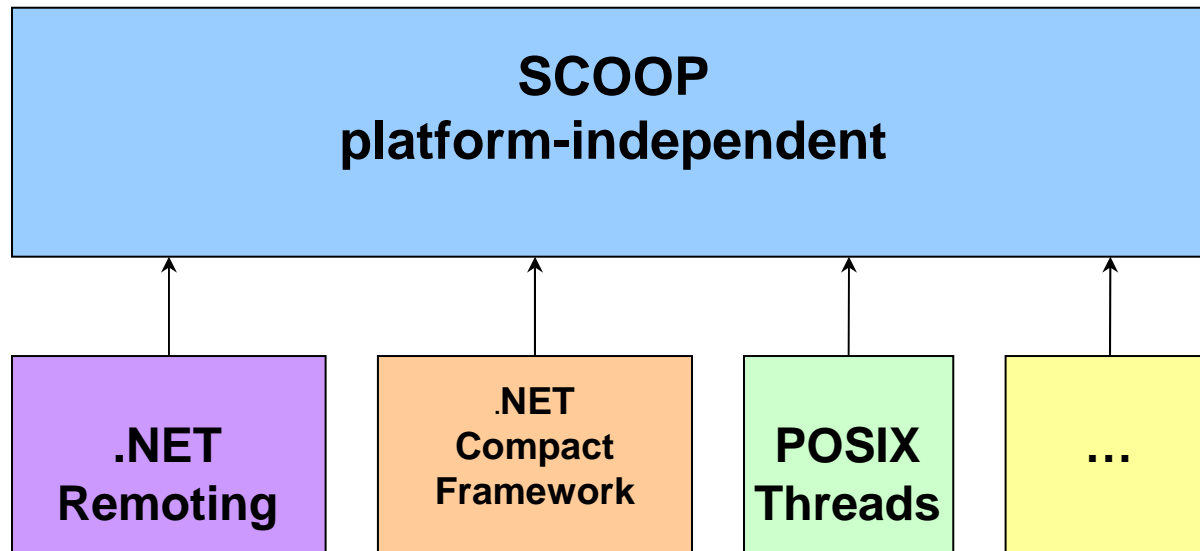 SCOOP
platform-independent
.NET
Remoting
.NET
Compact
Framework
POSIX
Threads
…